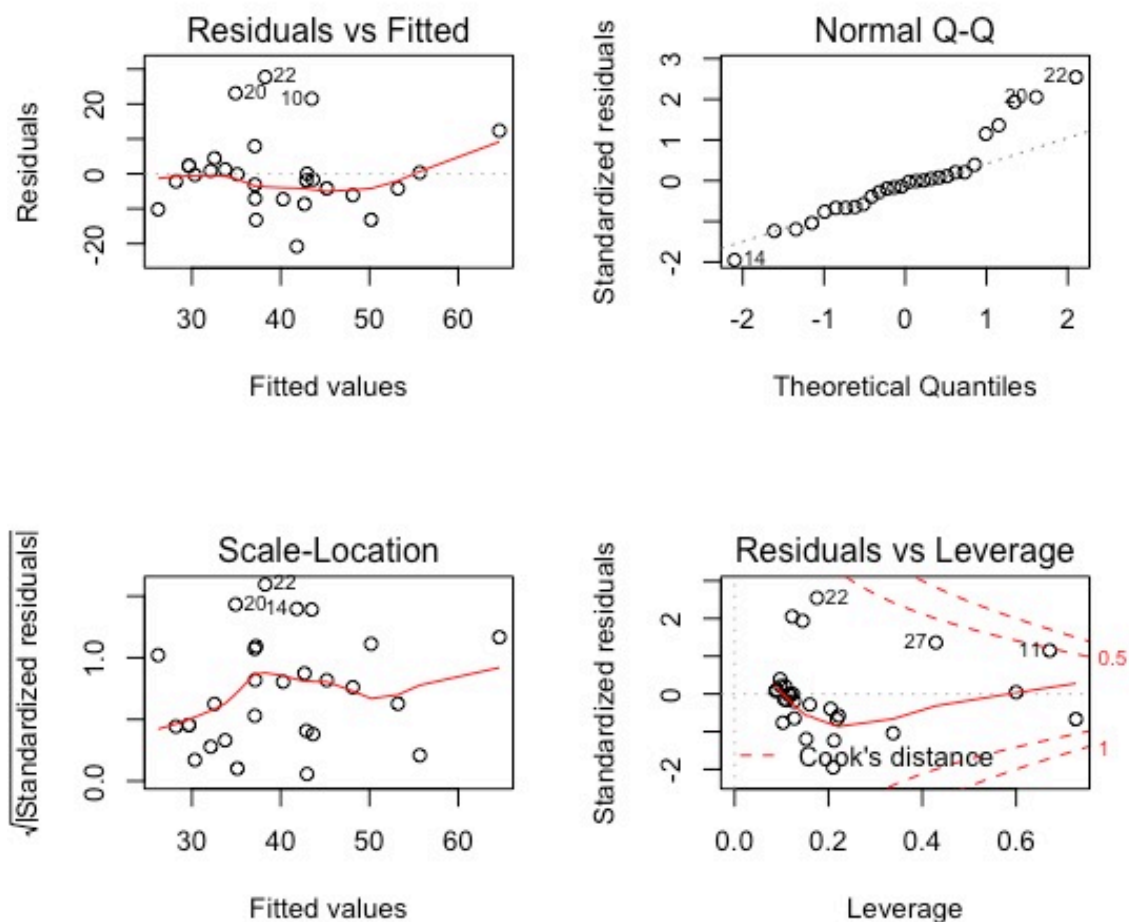 Residuals vs Fitted
Residuals
20
0
-20
22
20
10
30 40 50 60
Fitted values
Normal Q-Q
Standardized residuals
3
2
1
0
-2
22
20
14
-2 -1 0 1 2
Theoretical Quantiles
Scale-Location
√|Standardized residuals|
1.0
0.0
22
20
14
30 40 50 60
Fitted values
Residuals vs Leverage
Standardized residuals
2
0
-2
22
27
11
0.5
1
Cook's distance
0.0 0.2 0.4 0.6
Leverage